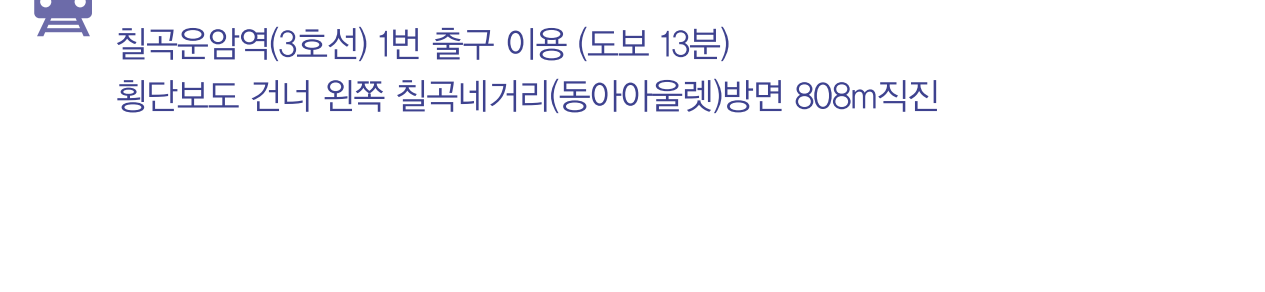 칠곡운암역(3호선) 1번 출구 이용 (도보 13분)
횡단보도 건너 왼쪽 칠곡네거리(동아아울렛)방면 808m직진